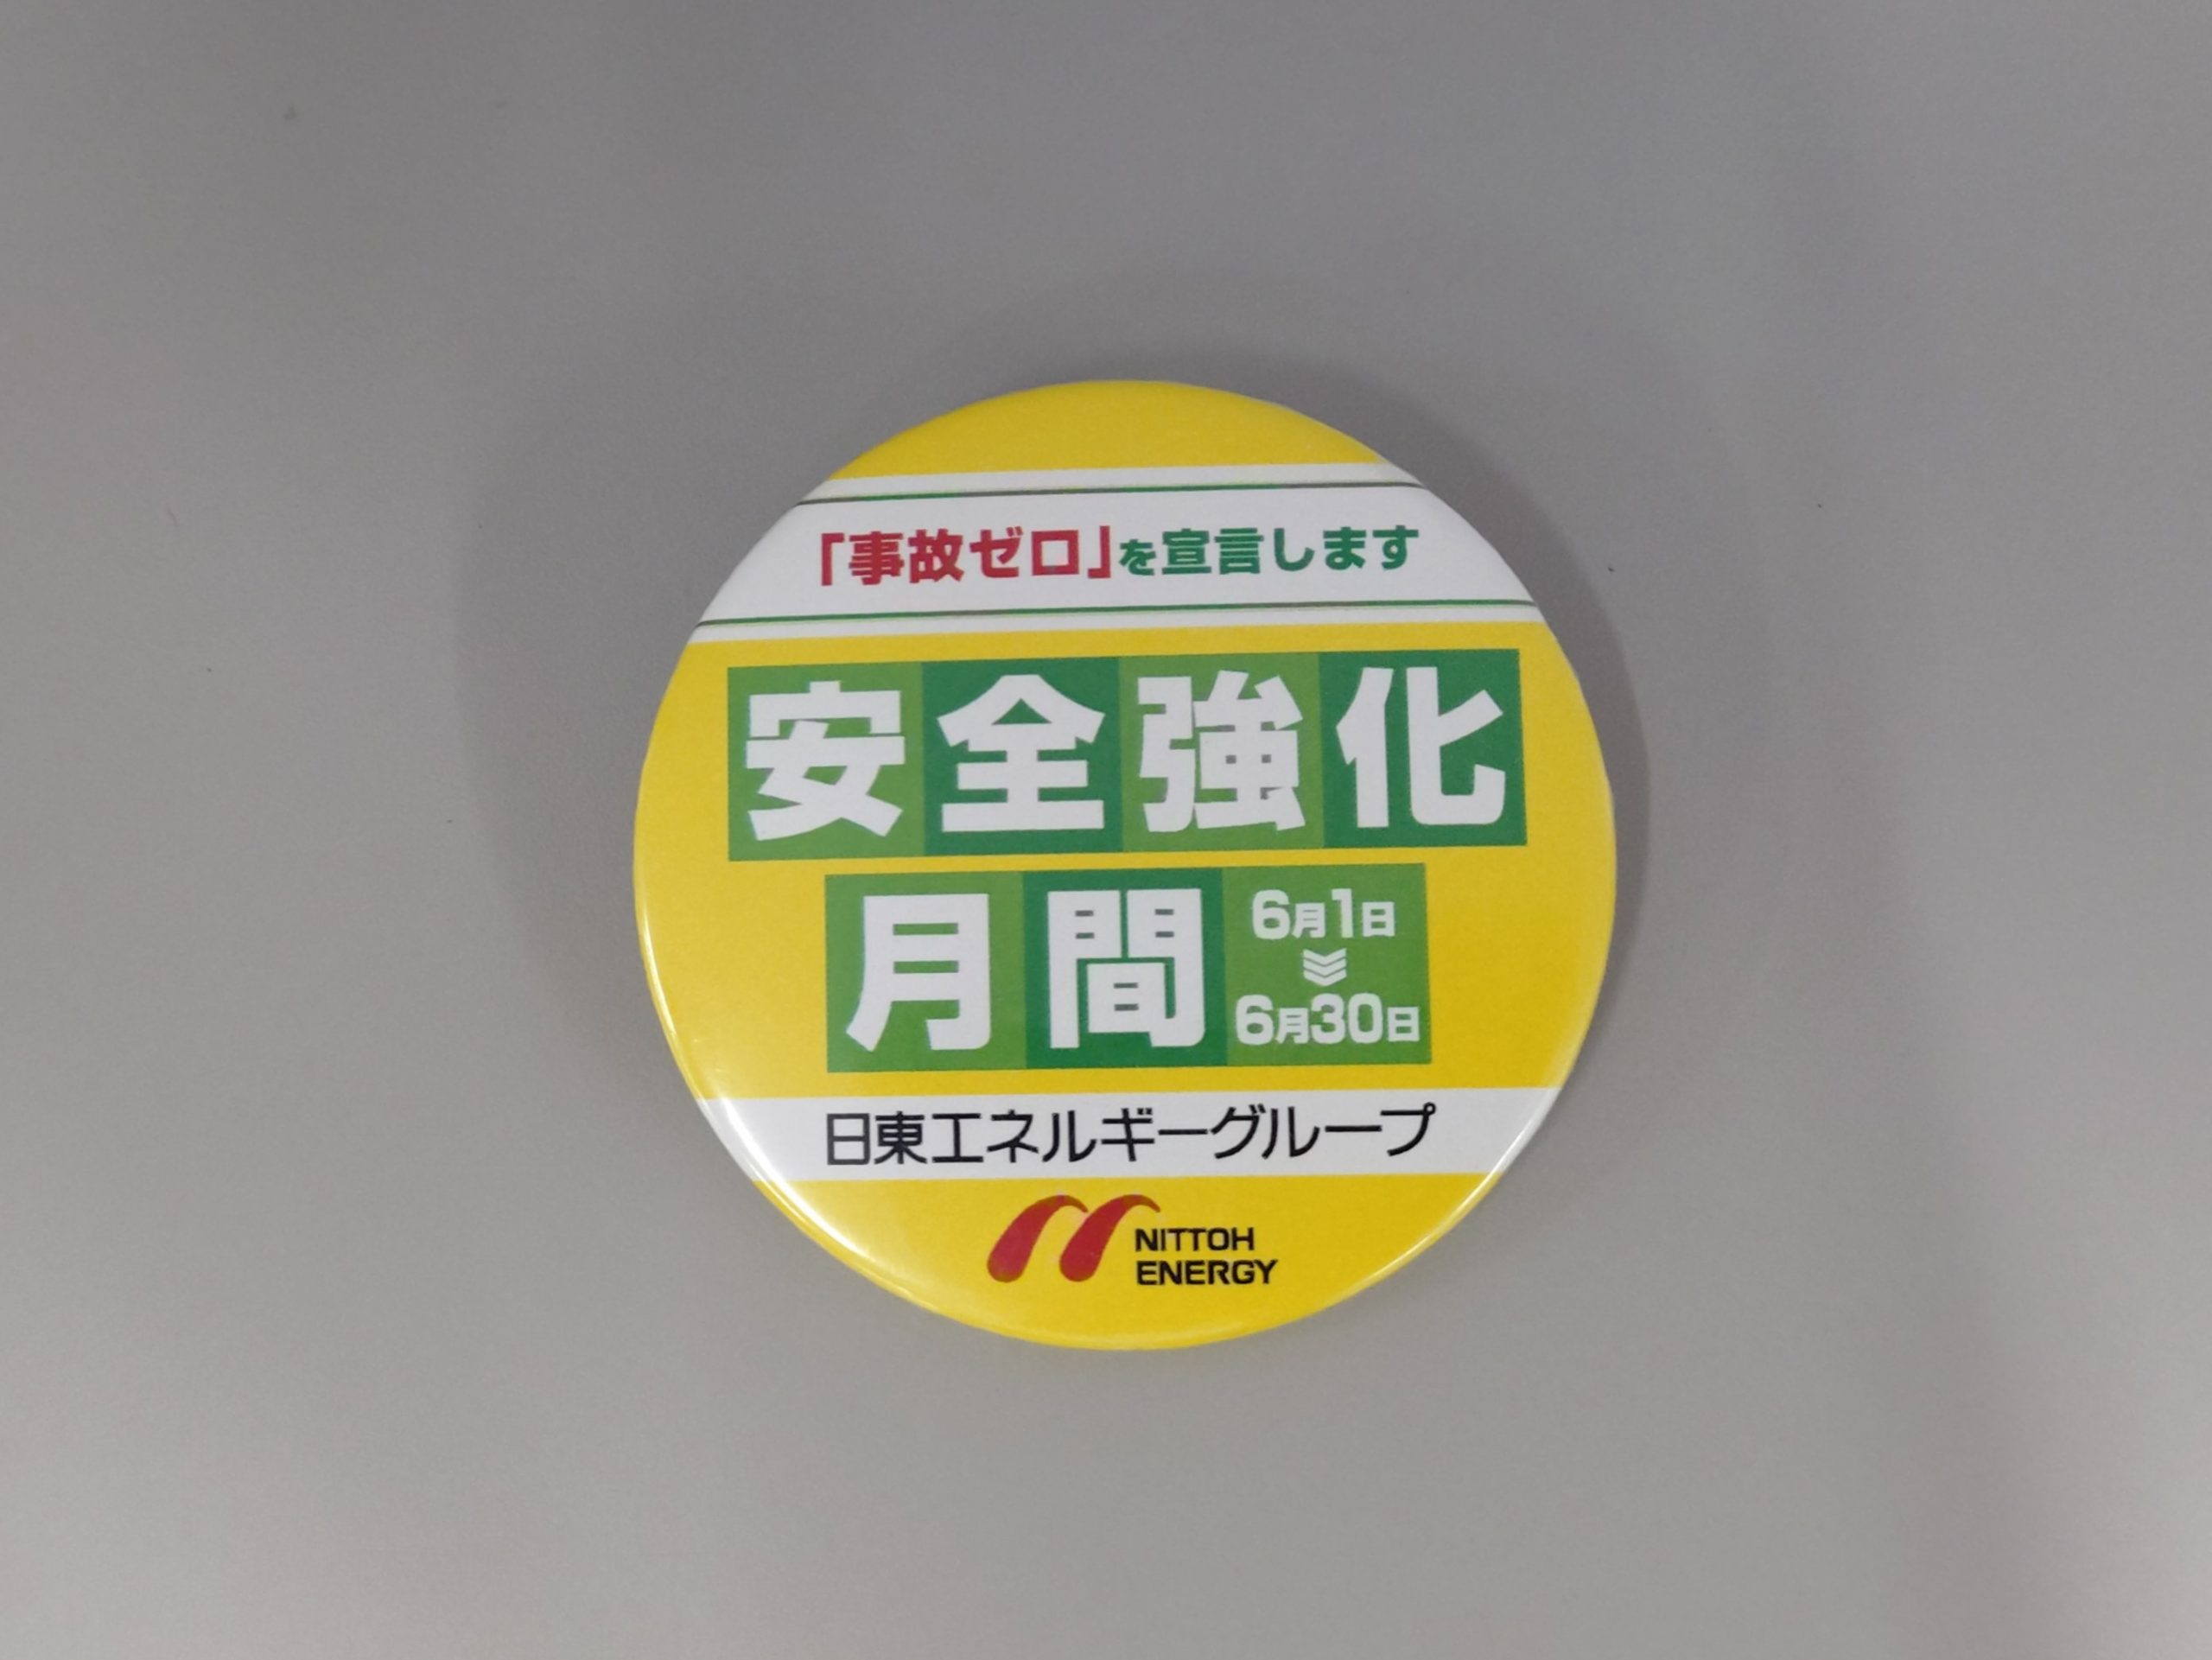 「事故ゼロ」を宣言します
安全強化
月間
6月1日
6月30日
日東エネルギーグループ
NITTOH
ENERGY